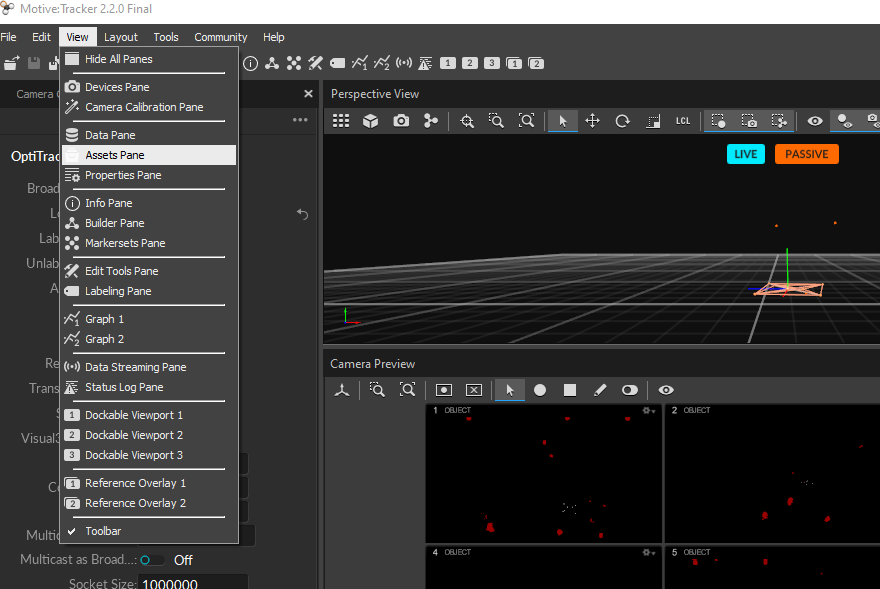 Motive:Tracker 2.2.0 Final
File Edit View Layout Tools Community Help
1 2 3 1 2
Hide All Panes
Devices Pane
Camera Calibration Pane
Data Pane
Assets Pane
Properties Pane
Info Pane
Builder Pane
Markersets Pane
Edit Tools Pane
Labeling Pane
1 Graph 1
2 Graph 2
Data Streaming Pane
Status Log Pane
1 Dockable Viewport 1
2 Dockable Viewport 2
3 Dockable Viewport 3
1 Reference Overlay 1
2 Reference Overlay 2
Toolbar
Camera
OptiTrac
Broad
Lab
Unlab
Re
Trans
Visual3
Multic
Multicast as Broad...: Off
Socket Size: 1000000
Perspective View
LCL
LIVE PASSIVE
Camera Preview
1 OBJECT
2 OBJECT
4 OBJECT
5 OBJECT